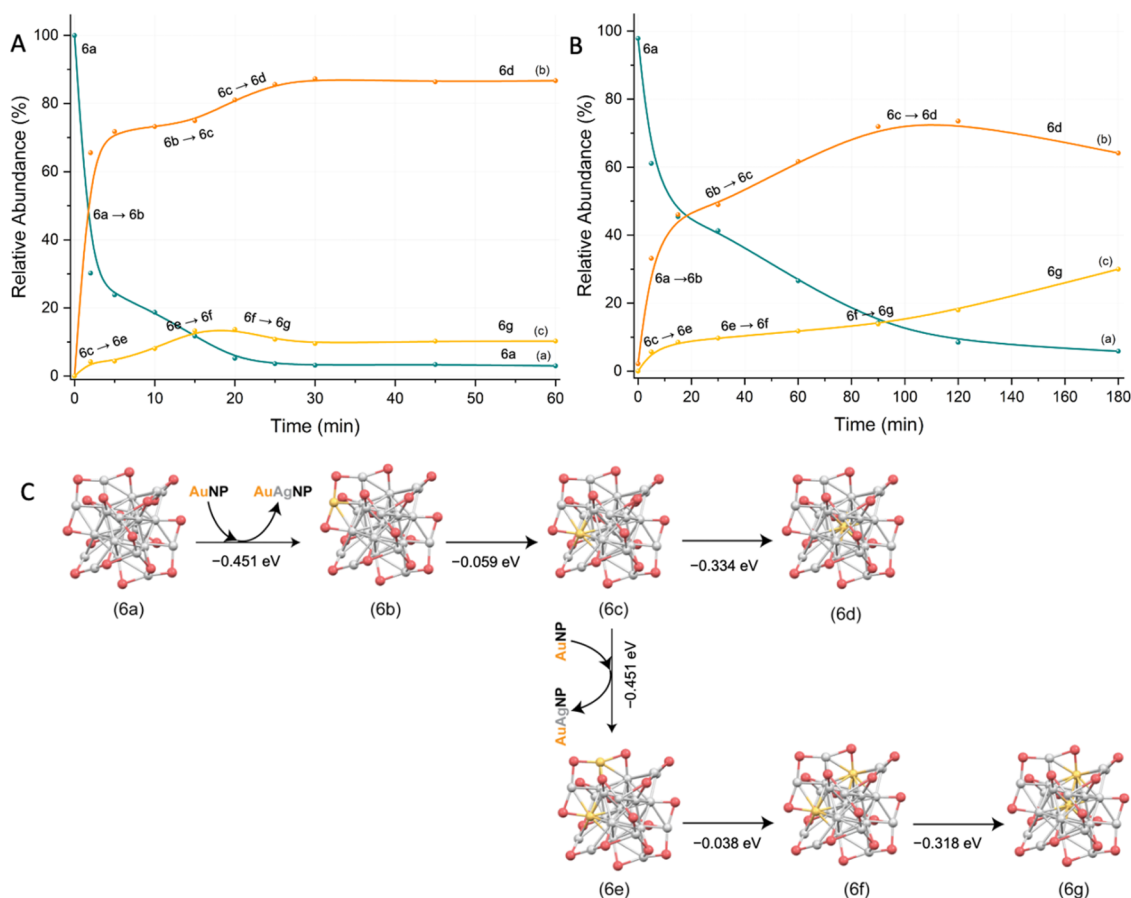 A
Relative Abundance (%)
100
80
60
40
20
0
6a
6a → 6b
6b → 6c
6c → 6d
6d (b)
6c → 6e
6e → 6f
6f → 6g
6g (c)
6a (a)
0 10 20 30 40 50 60
Time (min)
B
Relative Abundance (%)
100
80
60
40
20
0
6a
6a →6b
6b → 6c
6c → 6d
6d (b)
6c → 6e
6e → 6f
6f → 6g
6g (c)
(a)
0 20 40 60 80 100 120 140 160 180
Time (min)
C
AuNP AuAgNP
−0.451 eV
−0.059 eV
−0.334 eV
(6a) (6b) (6c) (6d)
AuNP
AuAgNP
−0.451 eV
−0.038 eV
−0.318 eV
(6e) (6f) (6g)